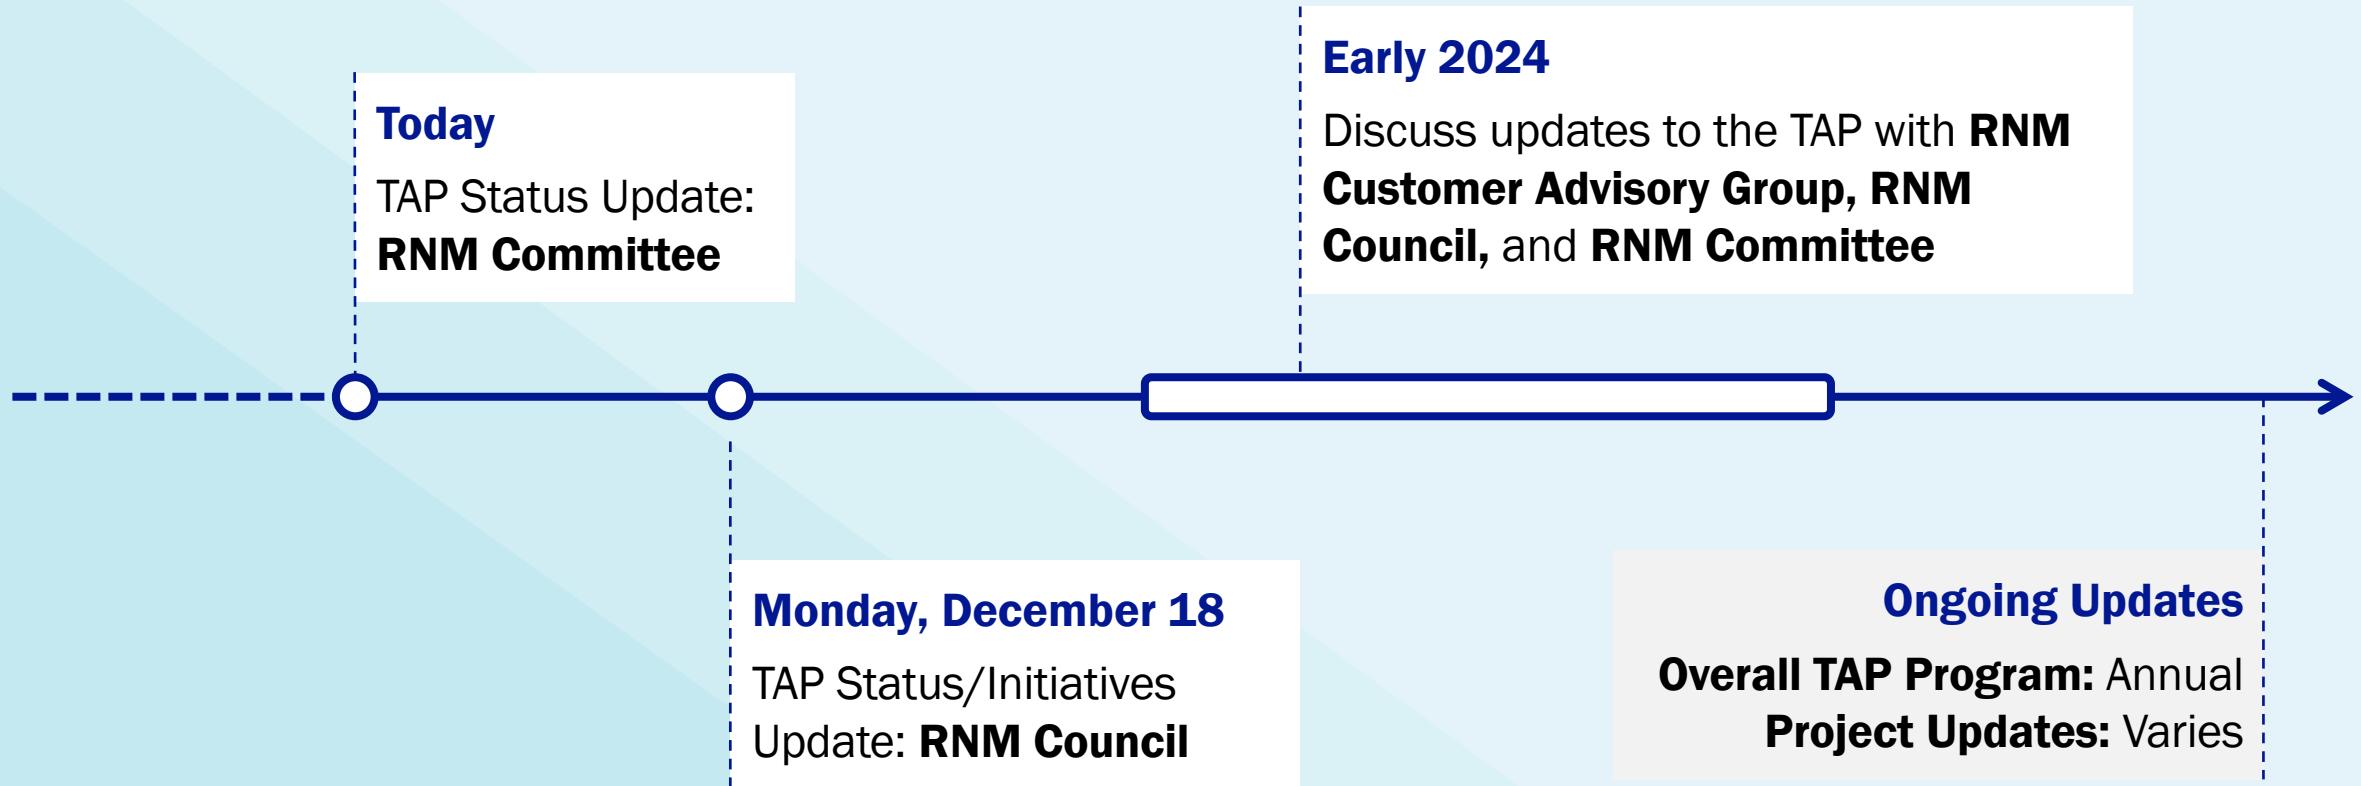 Today
TAP Status Update:
RNM Committee
Monday, December 18
TAP Status/Initiatives
Update: RNM Council
Early 2024
Discuss updates to the TAP with RNM
Customer Advisory Group, RNM
Council, and RNM Committee
Ongoing Updates
Overall TAP Program: Annual
Project Updates: Varies